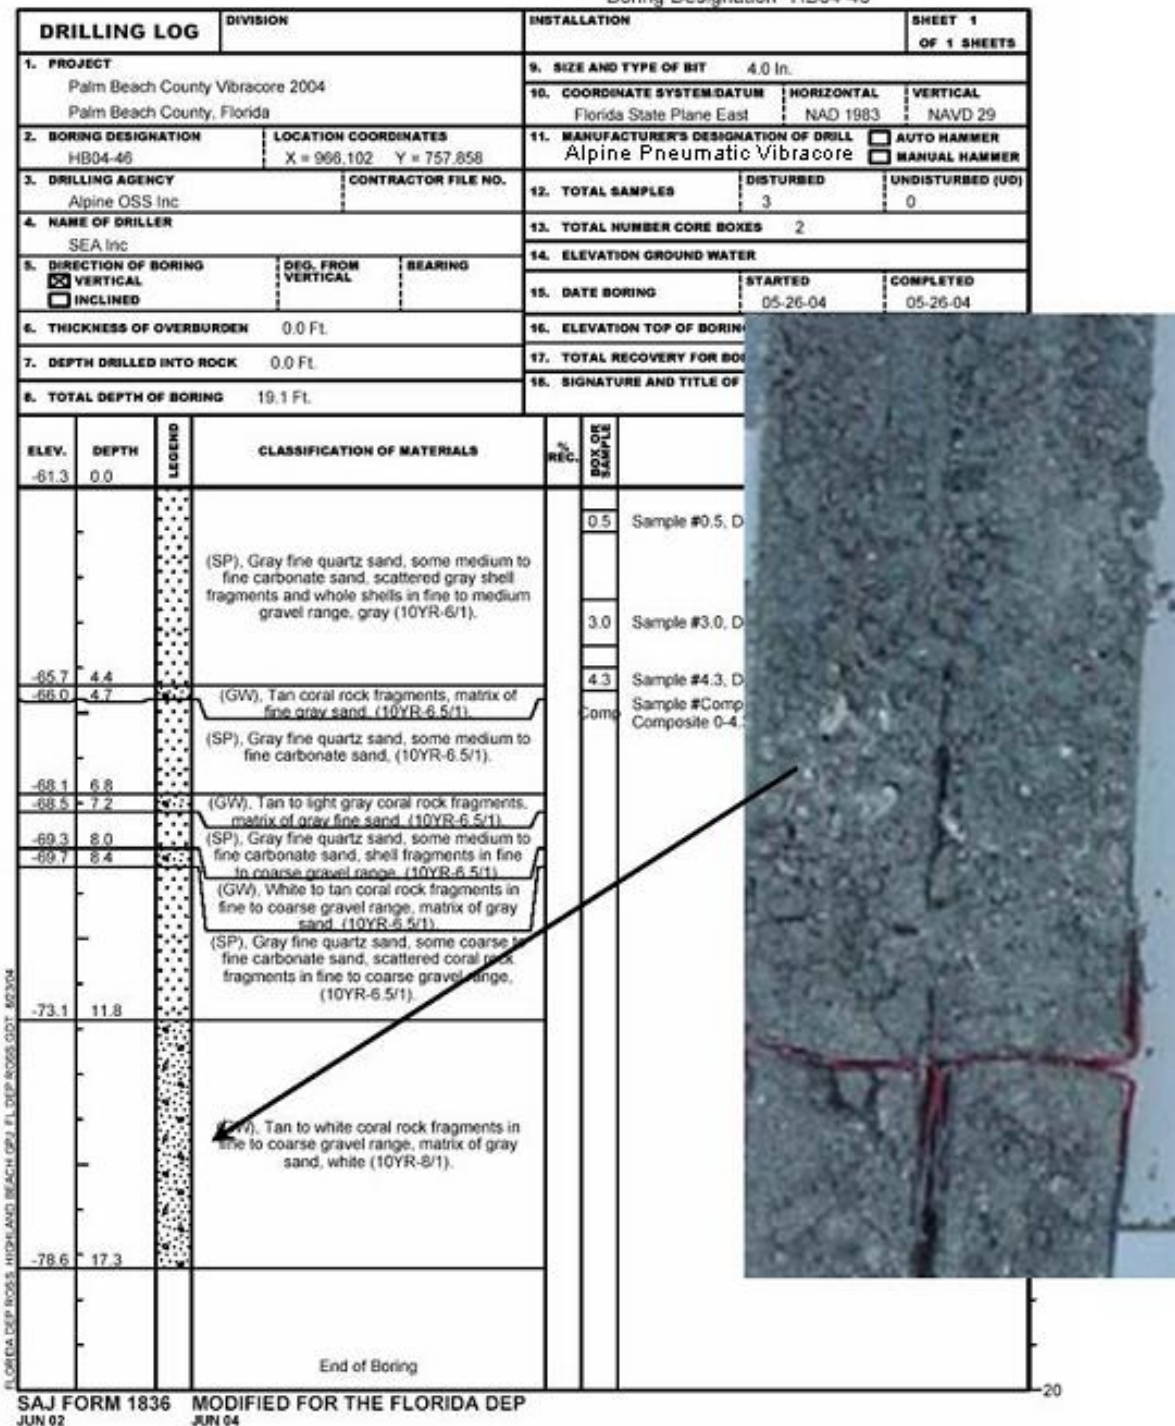 DRILLING LOG
DIVISION
INSTALLATION
SHEET 1
OF 1 SHEETS
1. PROJECT
Palm Beach County Vibracore 2004
Palm Beach County, Florida
9. SIZE AND TYPE OF BIT 4.0 In.
10. COORDINATE SYSTEM/DATUM HORIZONTAL VERTICAL
Florida State Plane East NAD 1983 NAVD 29
2. BORING DESIGNATION LOCATION COORDINATES
HB04-46 X = 966,102 Y = 757,858
11. MANUFACTURER'S DESIGNATION OF DRILL AUTO HAMMER
Alpine Pneumatic Vibracore MANUAL HAMMER
3. DRILLING AGENCY CONTRACTOR FILE NO.
Alpine OSS Inc
12. TOTAL SAMPLES DISTURBED UNDISTURBED (UD)
3 0
4. NAME OF DRILLER
SEA Inc
13. TOTAL NUMBER CORE BOXES 2
14. ELEVATION GROUND WATER
5. DIRECTION OF BORING DEG. FROM VERTICAL BEARING
VERTICAL
INCLINED
15. DATE BORING STARTED COMPLETED
05-26-04 05-26-04
6. THICKNESS OF OVERBURDEN 0.0 Ft.
16. ELEVATION TOP OF BORIN
7. DEPTH DRILLED INTO ROCK 0.0 Ft.
17. TOTAL RECOVERY FOR BO
8. TOTAL DEPTH OF BORING 19.1 Ft.
18. SIGNATURE AND TITLE OF
ELEV. DEPTH LEGEND CLASSIFICATION OF MATERIALS % REC. BOX OR SAMPLE
-61.3 0.0
0.5 Sample #0.5, D
(SP), Gray fine quartz sand, some medium to
fine carbonate sand, scattered gray shell
fragments and whole shells in fine to medium
gravel range, gray (10YR-6/1).
3.0 Sample #3.0, D
-65.7 4.4
4.3 Sample #4.3, D
-66.0 4.7
(GW), Tan coral rock fragments, matrix of
fine gray sand, (10YR-6.5/1).
Comp Sample #Comp
Composite 0-4.
(SP), Gray fine quartz sand, some medium to
fine carbonate sand, (10YR-6.5/1).
-68.1 6.8
-68.5 7.2
(GW), Tan to light gray coral rock fragments,
matrix of gray fine sand, (10YR-6.5/1).
-69.3 8.0
(SP), Gray fine quartz sand, some medium to
fine carbonate sand, shell fragments in fine
to coarse gravel range, (10YR-6.5/1).
-69.7 8.4
(GW), White to tan coral rock fragments in
fine to coarse gravel range, matrix of gray
sand, (10YR-6.5/1).
(SP), Gray fine quartz sand, some coarse to
fine carbonate sand, scattered coral rock
fragments in fine to coarse gravel range,
(10YR-6.5/1).
-73.1 11.8
(GW), Tan to white coral rock fragments in
fine to coarse gravel range, matrix of gray
sand, white (10YR-8/1).
-78.6 17.3
End of Boring
20
SAJ FORM 1836 MODIFIED FOR THE FLORIDA DEP
JUN 02 JUN 04
FLOREIA DEP ROSS HIGHLAND BEACH.GPJ FL DEP ROSS.GDT 8/23/04